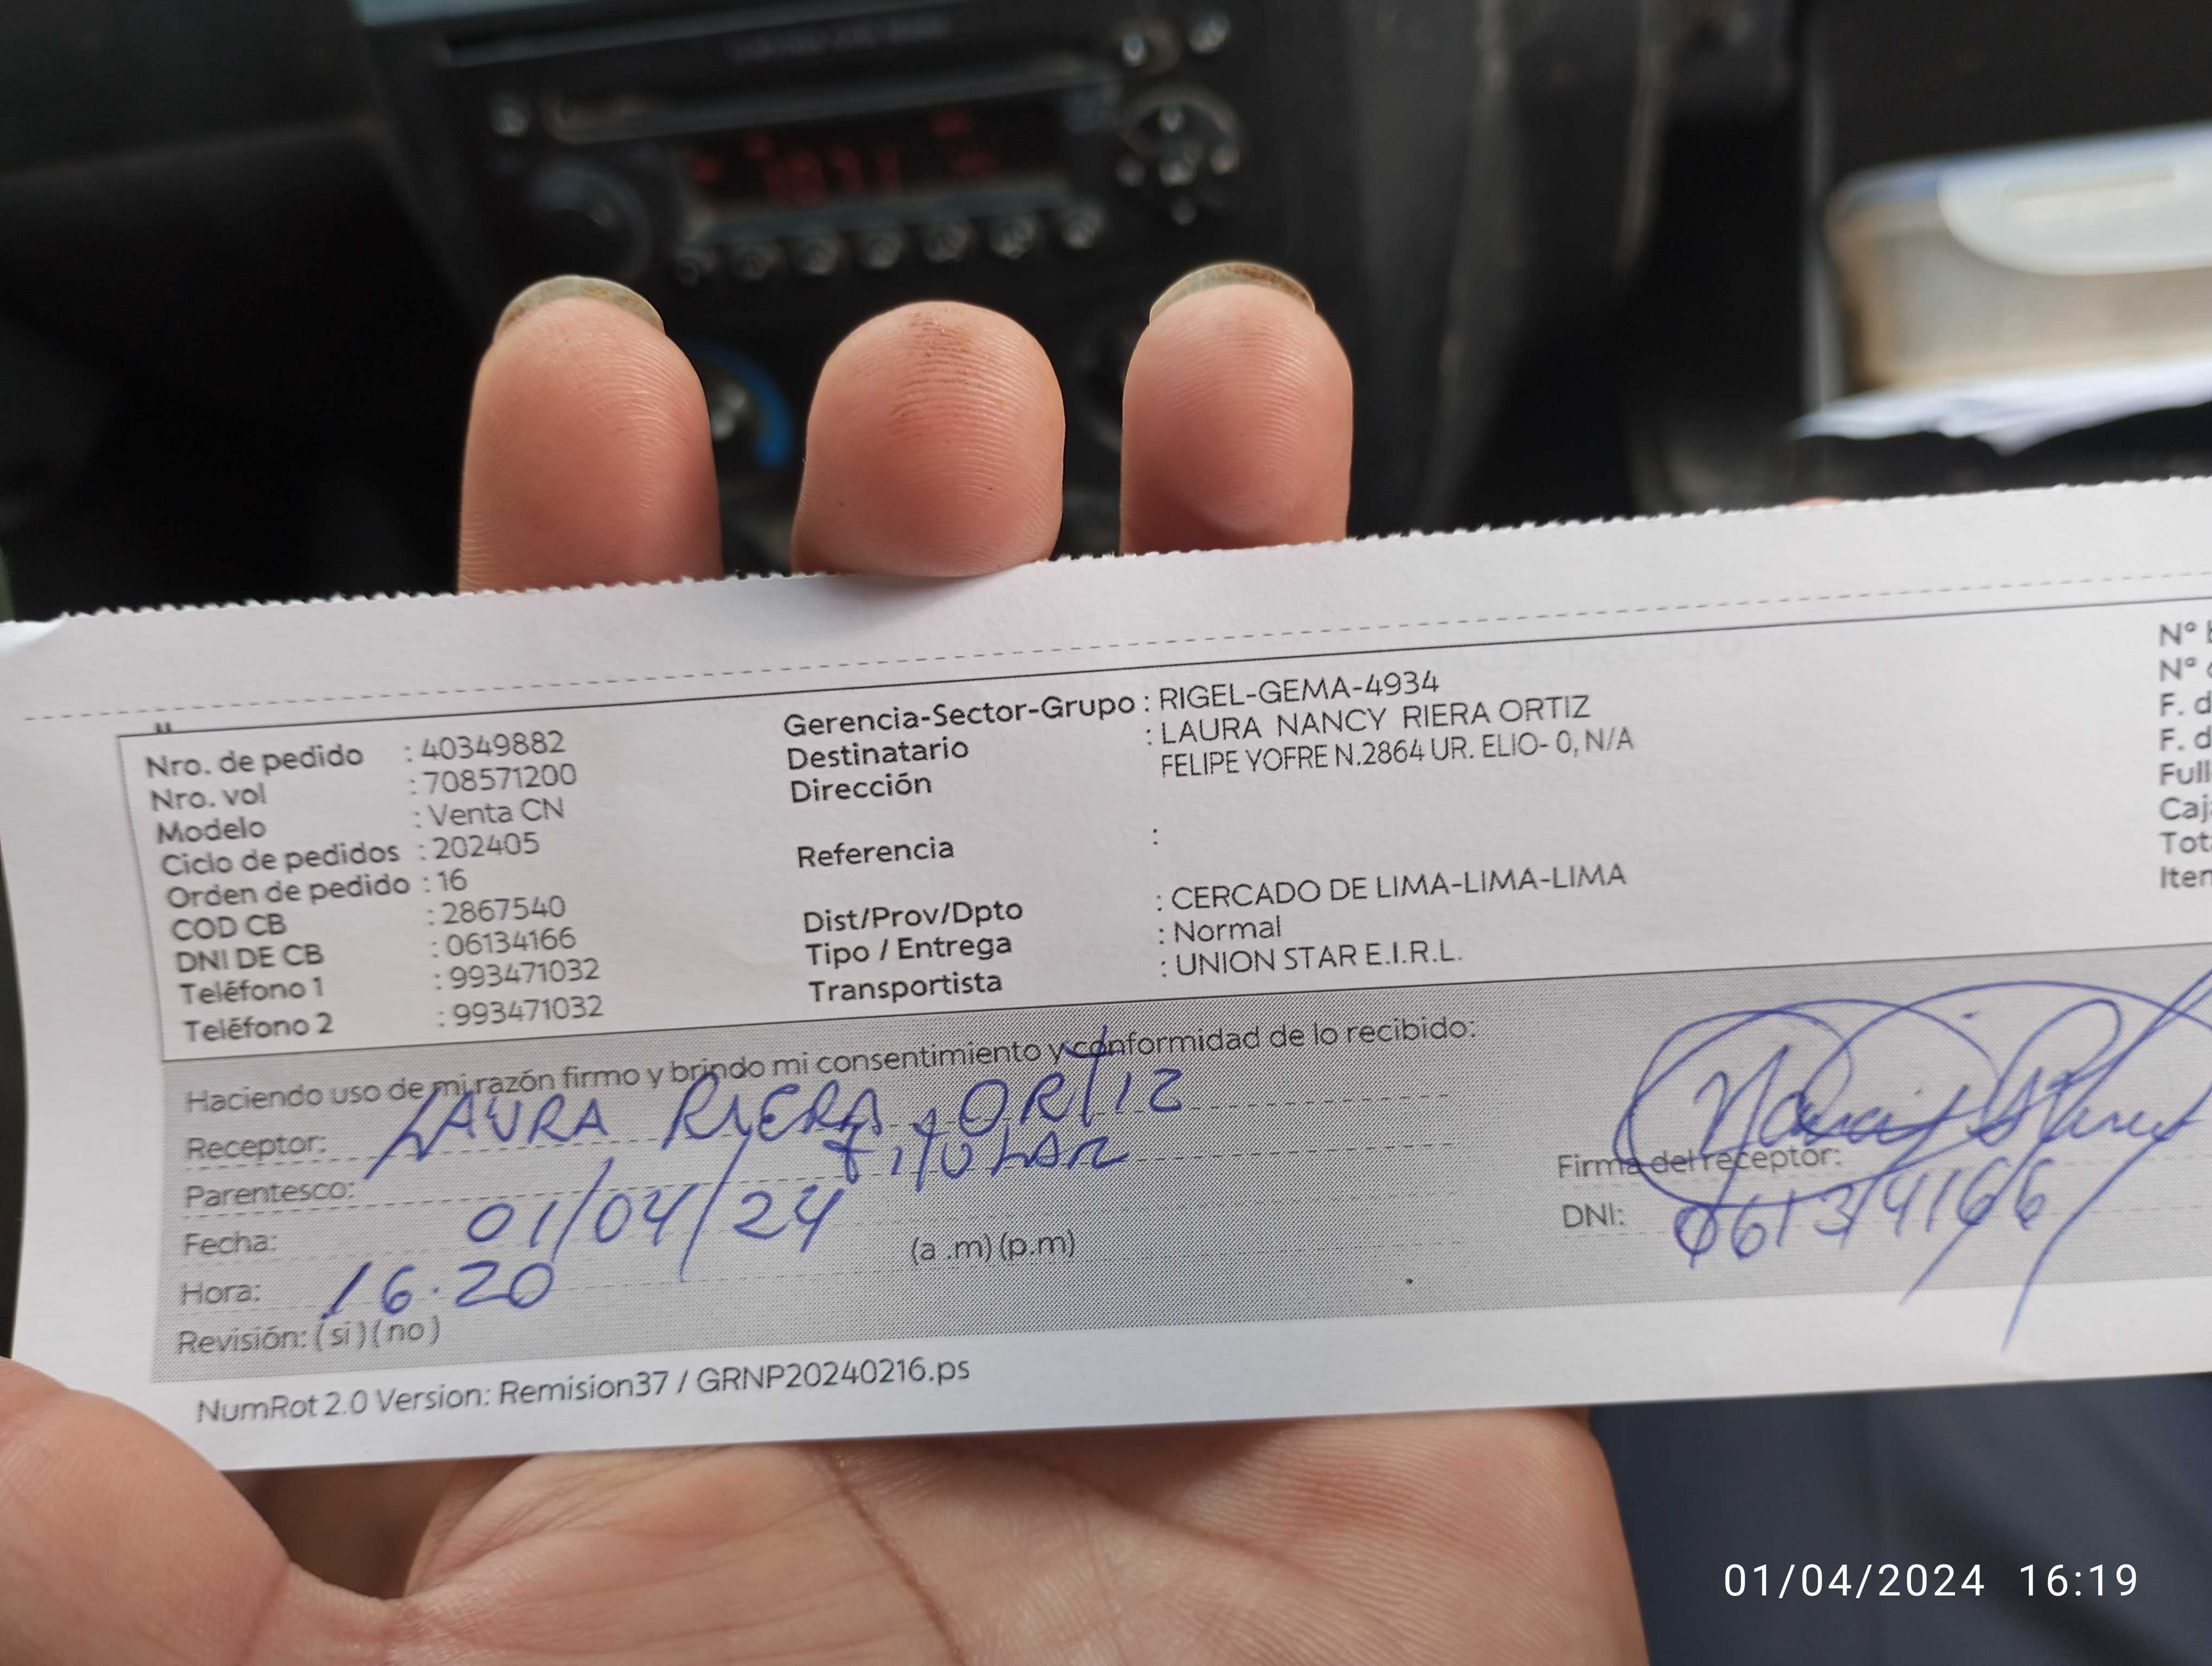 Nro. de pedido : 40349882
Nro. vol : 708571200
Modelo : Venta CN
Ciclo de pedidos : 202405
Orden de pedido : 16
COD CB : 2867540
DNI DE CB : 06134166
Teléfono 1 : 993471032
Teléfono 2 : 993471032
Gerencia-Sector-Grupo : RIGEL-GEMA-4934
Destinatario : LAURA NANCY RIERA ORTIZ
Dirección FELIPE YOFRE N.2864 UR. ELIO- 0, N/A
Referencia :
Dist/Prov/Dpto : CERCADO DE LIMA-LIMA-LIMA
Tipo / Entrega : Normal
Transportista : UNION STAR E.I.R.L.
N°
N°
F. d
F. d
Full
Caj
Tot
Iten
Haciendo uso de mi razón firmo y brindo mi consentimiento y conformidad de lo recibido:
Receptor: LAURA RIERA ORTIZ
Parentesco: TITULAR
Fecha: 01/04/24
Hora: 16.20 (a .m) (p.m)
Revisión: ( si ) ( no )
Firma del receptor:
DNI: 06134166
NumRot 2.0 Version: Remision37 / GRNP20240216.ps
01/04/2024 16:19